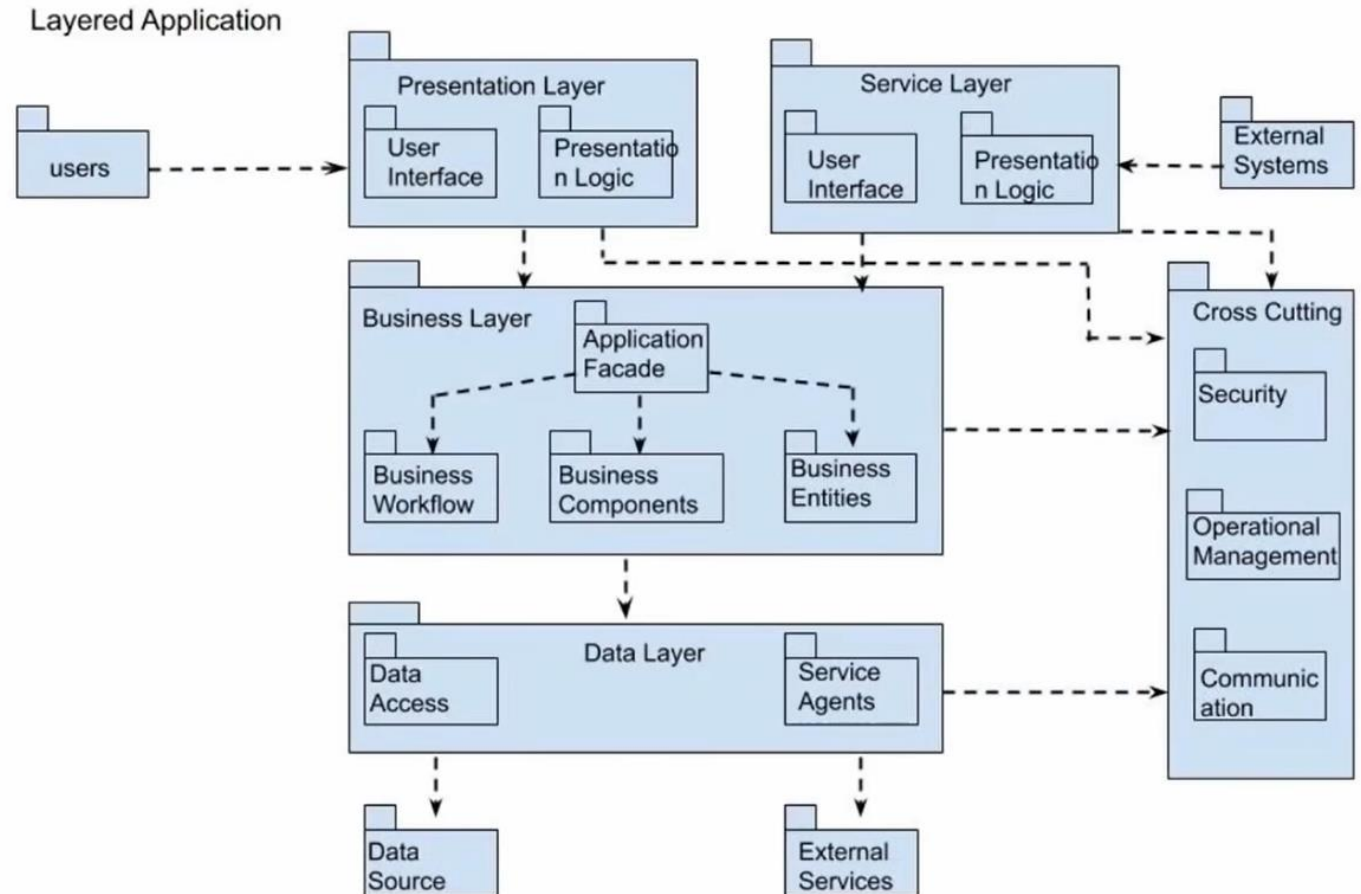 Layered Application
users
Presentation Layer
User
Interface
Presentatio
n Logic
Service Layer
User
Interface
Presentatio
n Logic
External
Systems
Business Layer
Application
Facade
Business
Workflow
Business
Components
Business
Entities
Cross Cutting
Security
Operational
Management
Communic
ation
Data Layer
Data
Access
Service
Agents
Data
Source
External
Services